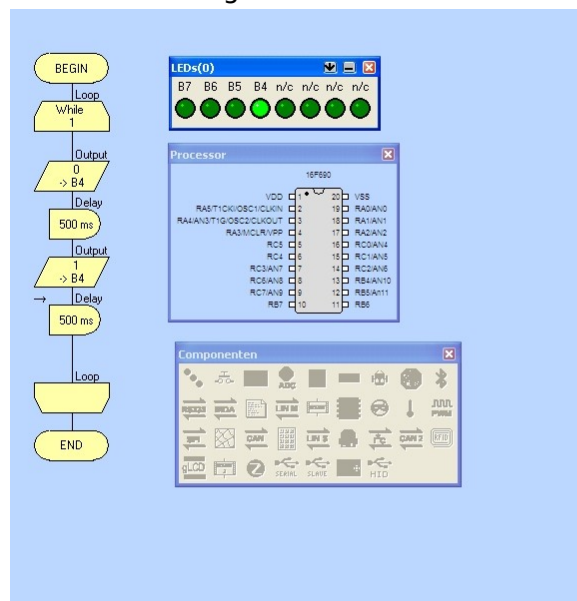 BEGIN
Loop
While
1
Output
0
-> B4
Delay
500 ms
Output
1
-> B4
→ Delay
500 ms
Loop
END
LEDs(0)
B7 B6 B5 B4 n/c n/c n/c n/c
Processor
16F690
VDD 1 20 VSS
RA5/T1CKI/OSC1/CLKIN 2 19 RA0/AN0
RA4/AN3/T1G/OSC2/CLKOUT 3 18 RA1/AN1
RA3/MCLR/VPP 4 17 RA2/AN2
RC5 5 16 RC0/AN4
RC4 6 15 RC1/AN5
RC3/AN7 7 14 RC2/AN6
RC6/AN8 8 13 RB4/AN10
RC7/AN9 9 12 RB5/An11
RB7 10 11 RB6
Componenten
ADC
RS232 IRDA LIN M PWM
SPI CAN LIN S I²C CAN 2 RFID
gLCD SERIAL SLAVE HID